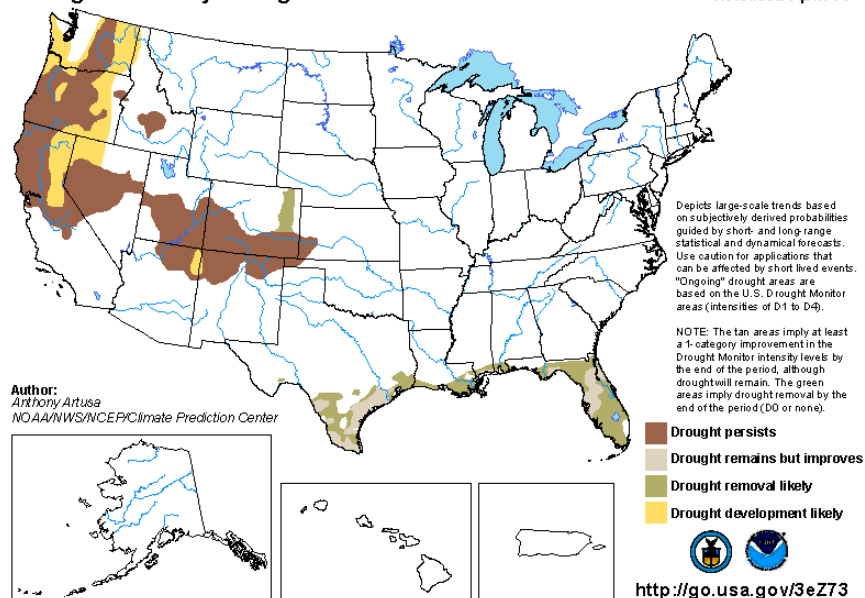 Depicts large-scale trends based
on subjectively derived probabilities
guided by short- and long-range
statistical and dynamical forecasts.
Use caution for applications that
can be affected by short lived events.
"Ongoing" drought areas are
based on the U.S. Drought Monitor
areas (intensities of D1 to D4).
NOTE: The tan areas imply at least
a 1-category improvement in the
Drought Monitor intensity levels by
the end of the period, although
drought will remain. The green
areas imply drought removal by the
end of the period (D0 or none).
Author:
Anthony Artusa
NOAA/NWS/NCEP/Climate Prediction Center
Drought persists
Drought remains but improves
Drought removal likely
Drought development likely
http://go.usa.gov/3eZ73